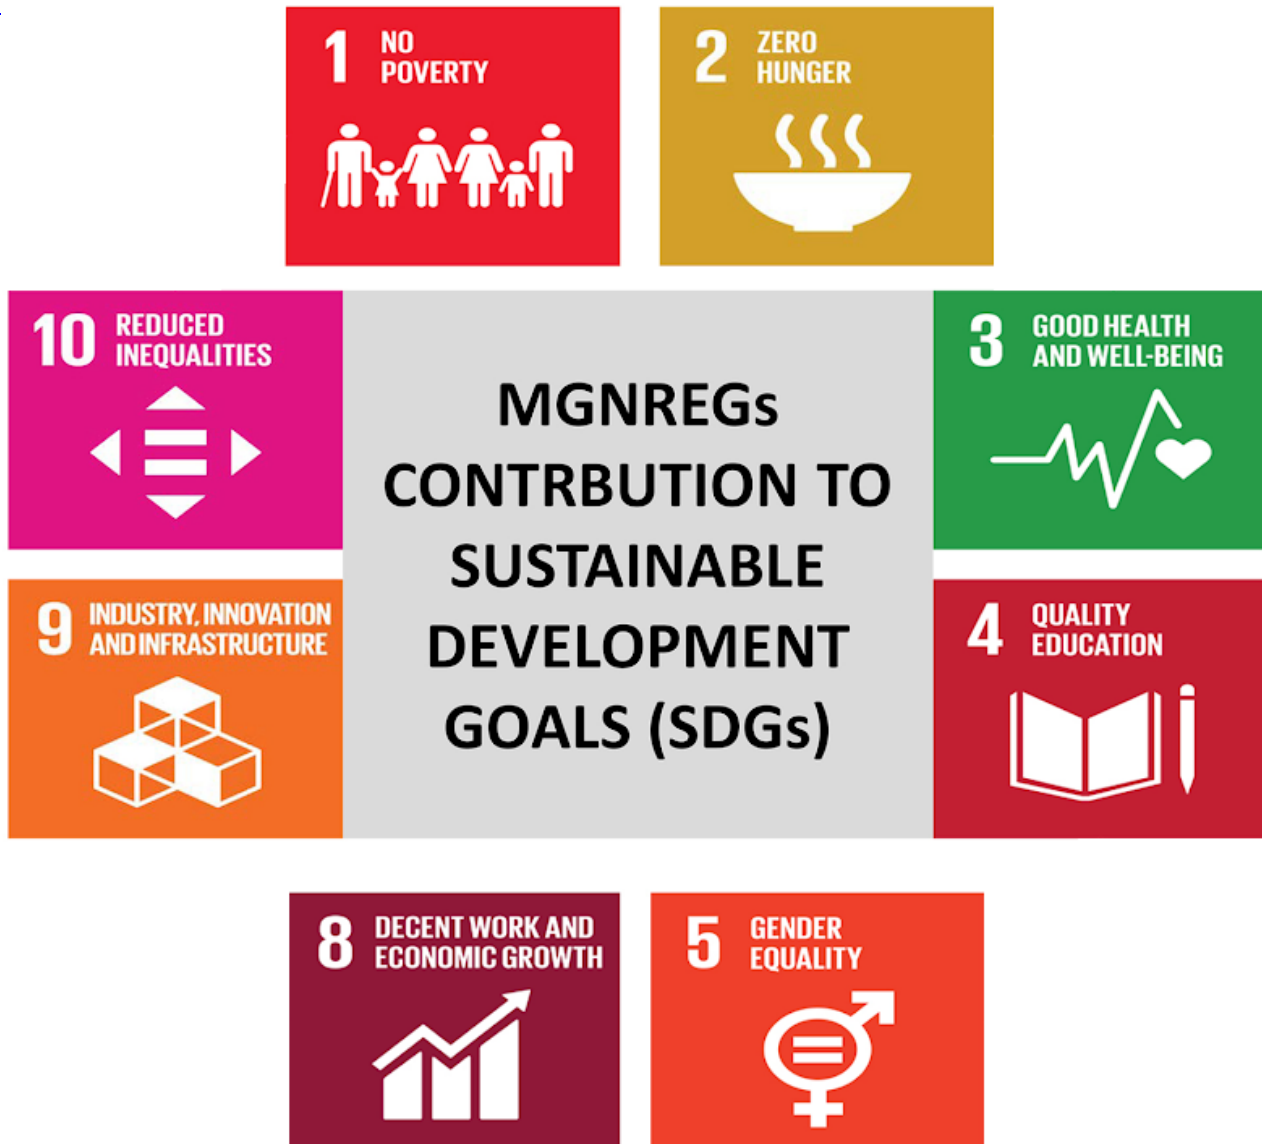 1 NO
POVERTY
2 ZERO
HUNGER
10 REDUCED
INEQUALITIES
MGNREGs
CONTRBUTION TO
SUSTAINABLE
DEVELOPMENT
GOALS (SDGs)
3 GOOD HEALTH
AND WELL-BEING
9 INDUSTRY, INNOVATION
AND INFRASTRUCTURE
4 QUALITY
EDUCATION
8 DECENT WORK AND
ECONOMIC GROWTH
5 GENDER
EQUALITY